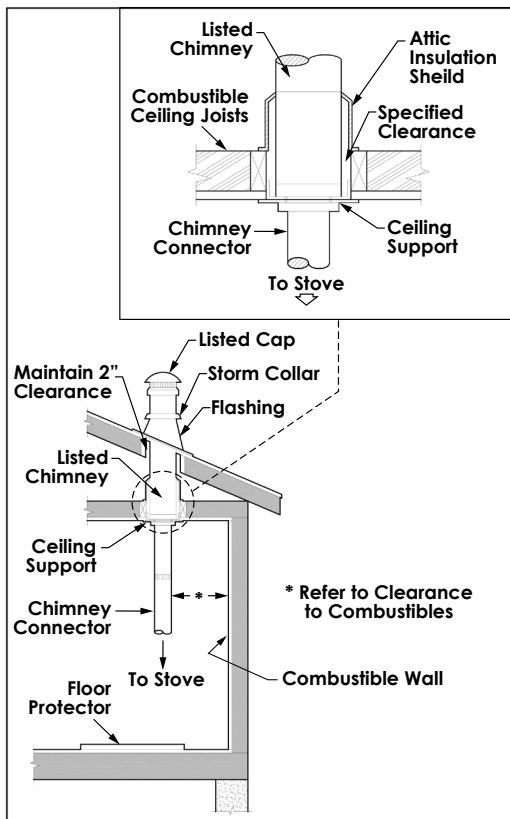 Listed
Chimney
Attic
Insulation
Sheild
Combustible
Ceiling Joists
Specified
Clearance
Chimney
Connector
Ceiling
Support
To Stove
Listed Cap
Maintain 2"
Clearance
Storm Collar
Flashing
Listed
Chimney
Ceiling
Support
*
* Refer to Clearance
to Combustibles
Chimney
Connector
To Stove
Combustible Wall
Floor
Protector